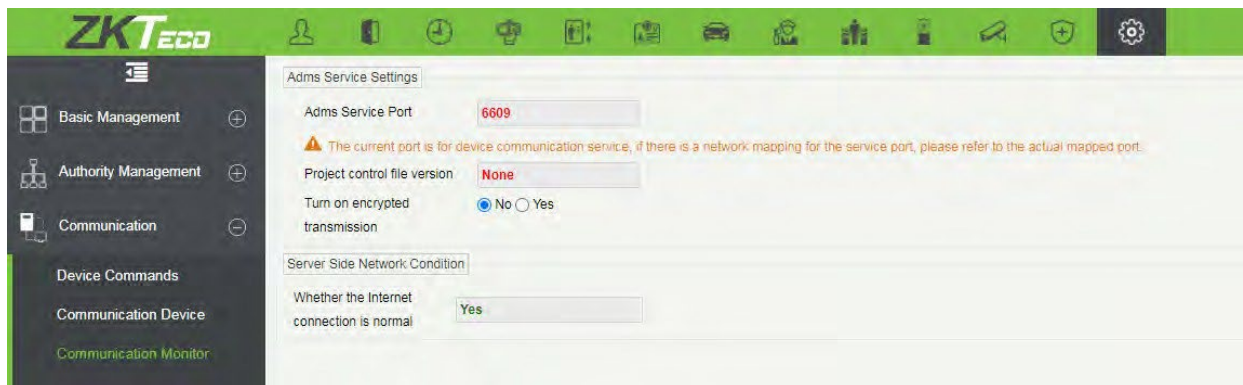 ZKTeco
Adms Service Settings
Adms Service Port
6609
The current port is for device communication service, if there is a network mapping for the service port, please refer to the actual mapped port.
Project control file version
None
Turn on encrypted
transmission
No Yes
Server Side Network Condition
Whether the Internet
connection is normal
Yes
Basic Management
Authority Management
Communication
Device Commands
Communication Device
Communication Monitor